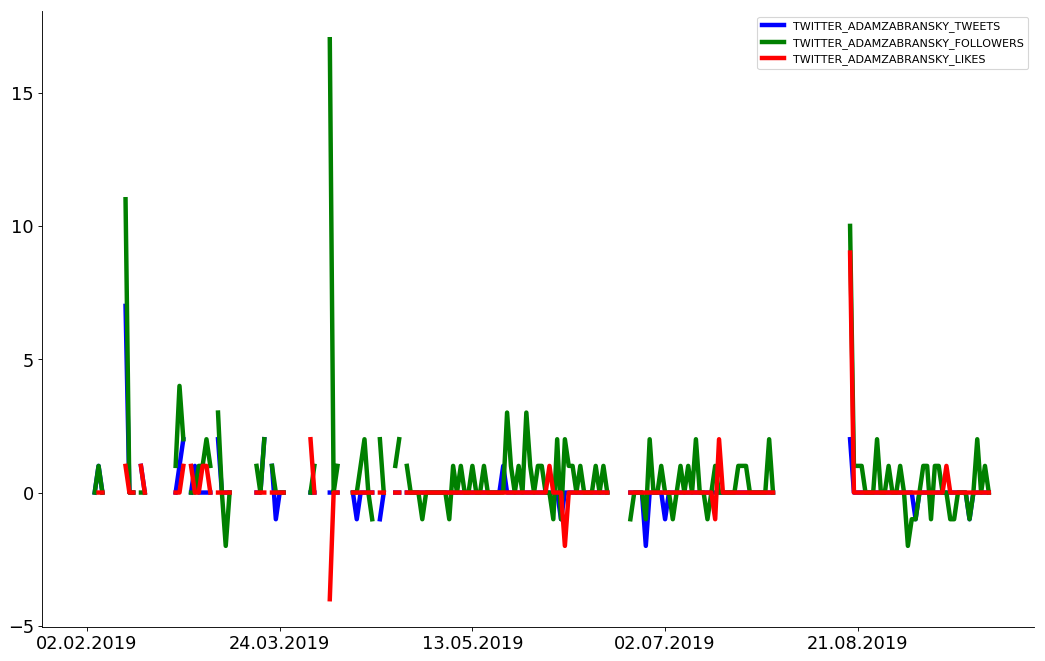 TWITTER_ADAMZABRANSKY_TWEETS
TWITTER_ADAMZABRANSKY_FOLLOWERS
TWITTER_ADAMZABRANSKY_LIKES
15
10
5
0
−5
02.02.2019 24.03.2019 13.05.2019 02.07.2019 21.08.2019